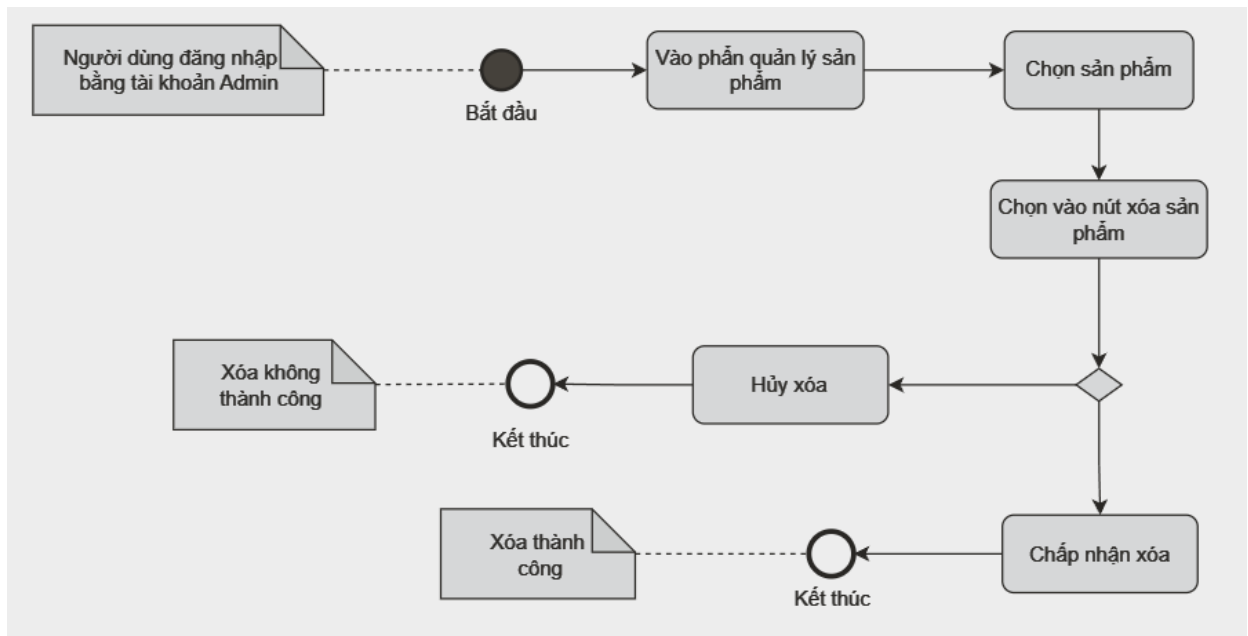 Người dùng đăng nhập
bằng tài khoản Admin
Bắt đầu
Vào phần quản lý sản
phẩm
Chọn sản phẩm
Chọn vào nút xóa sản
phẩm
Xóa không
thành công
Kết thúc
Hủy xóa
Xóa thành
công
Kết thúc
Chấp nhận xóa